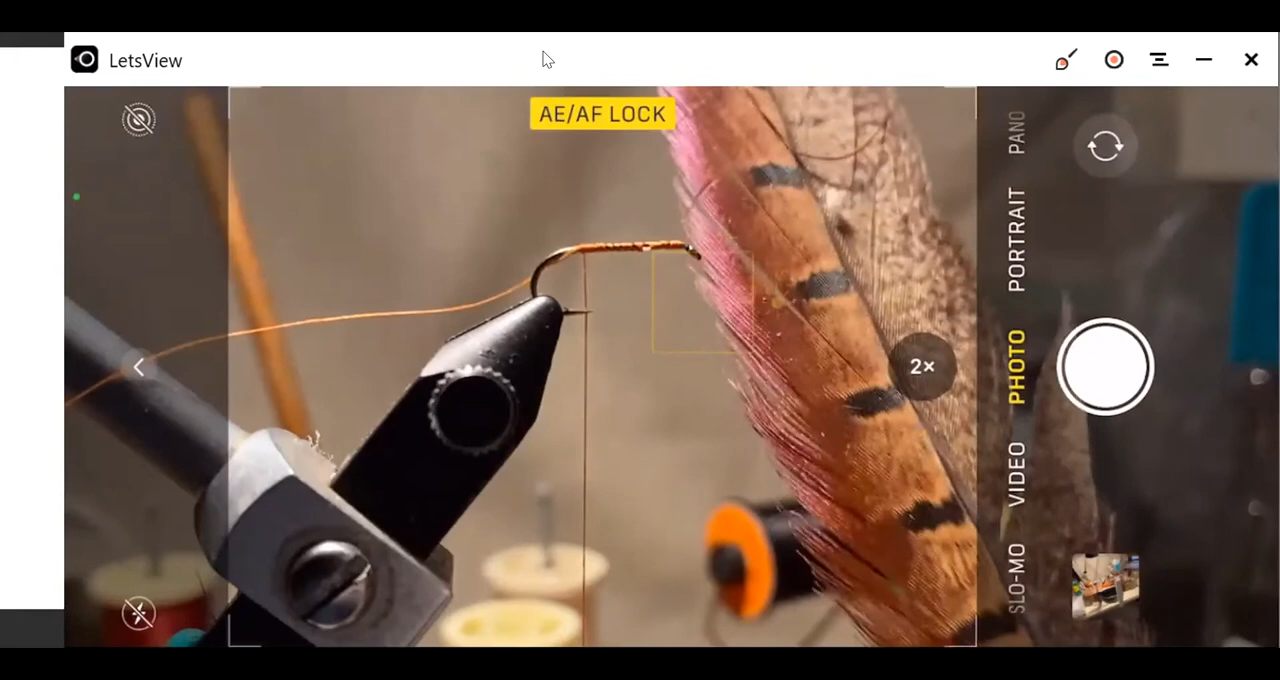 LetsView
AE/AF LOCK
PANO
PORTRAIT
PHOTO
VIDEO
SLO-MO
2×